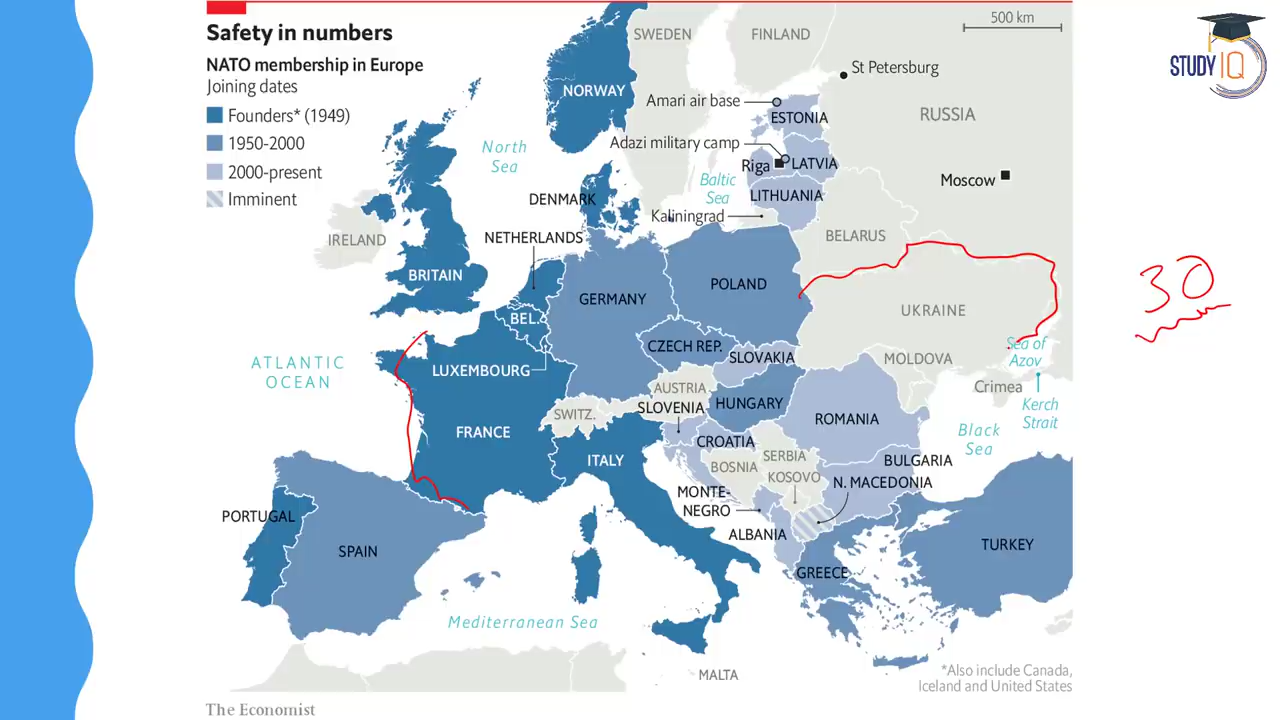 Safety in numbers
NATO membership in Europe
Joining dates
Founders* (1949)
1950-2000
2000-present
Imminent
500 km
STUDY IQ
SWEDEN
FINLAND
St Petersburg
NORWAY
Amari air base
ESTONIA
RUSSIA
North
Sea
Adazi military camp
Riga
LATVIA
Moscow
Baltic
Sea
LITHUANIA
DENMARK
Kaliningrad
IRELAND
NETHERLANDS
BELARUS
BRITAIN
GERMANY
POLAND
30
BEL.
UKRAINE
ATLANTIC
OCEAN
LUXEMBOURG
CZECH REP.
SLOVAKIA
MOLDOVA
Sea of
Azov
AUSTRIA
Crimea
SWITZ.
SLOVENIA
HUNGARY
Kerch
Strait
FRANCE
ROMANIA
Black
Sea
CROATIA
ITALY
BOSNIA
SERBIA
KOSOVO
BULGARIA
N. MACEDONIA
MONTE-
NEGRO
PORTUGAL
ALBANIA
SPAIN
TURKEY
GREECE
Mediterranean Sea
MALTA
*Also include Canada,
Iceland and United States
The Economist